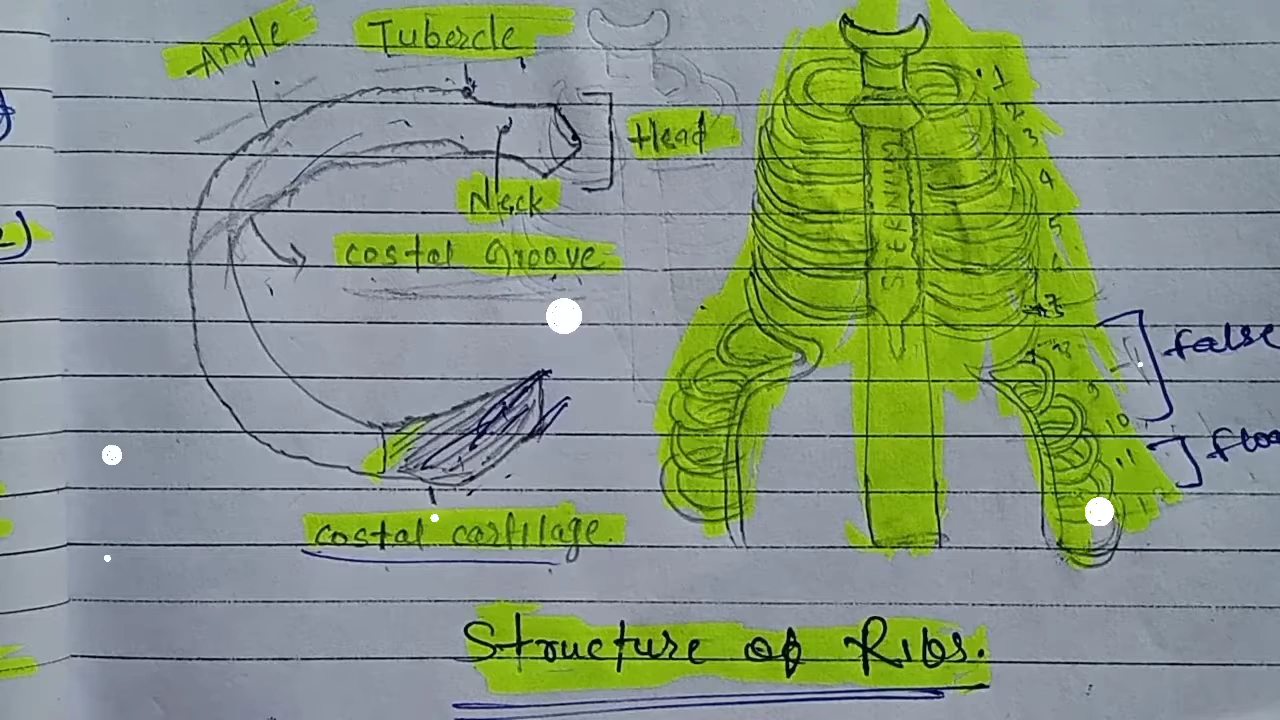 Angle
Tubercle
Head
Neck
costal Groove
costal cartilage.
STERNUM
1
2
3
4
5
6
7
8
9
10
11
false
Structure of Ribs.